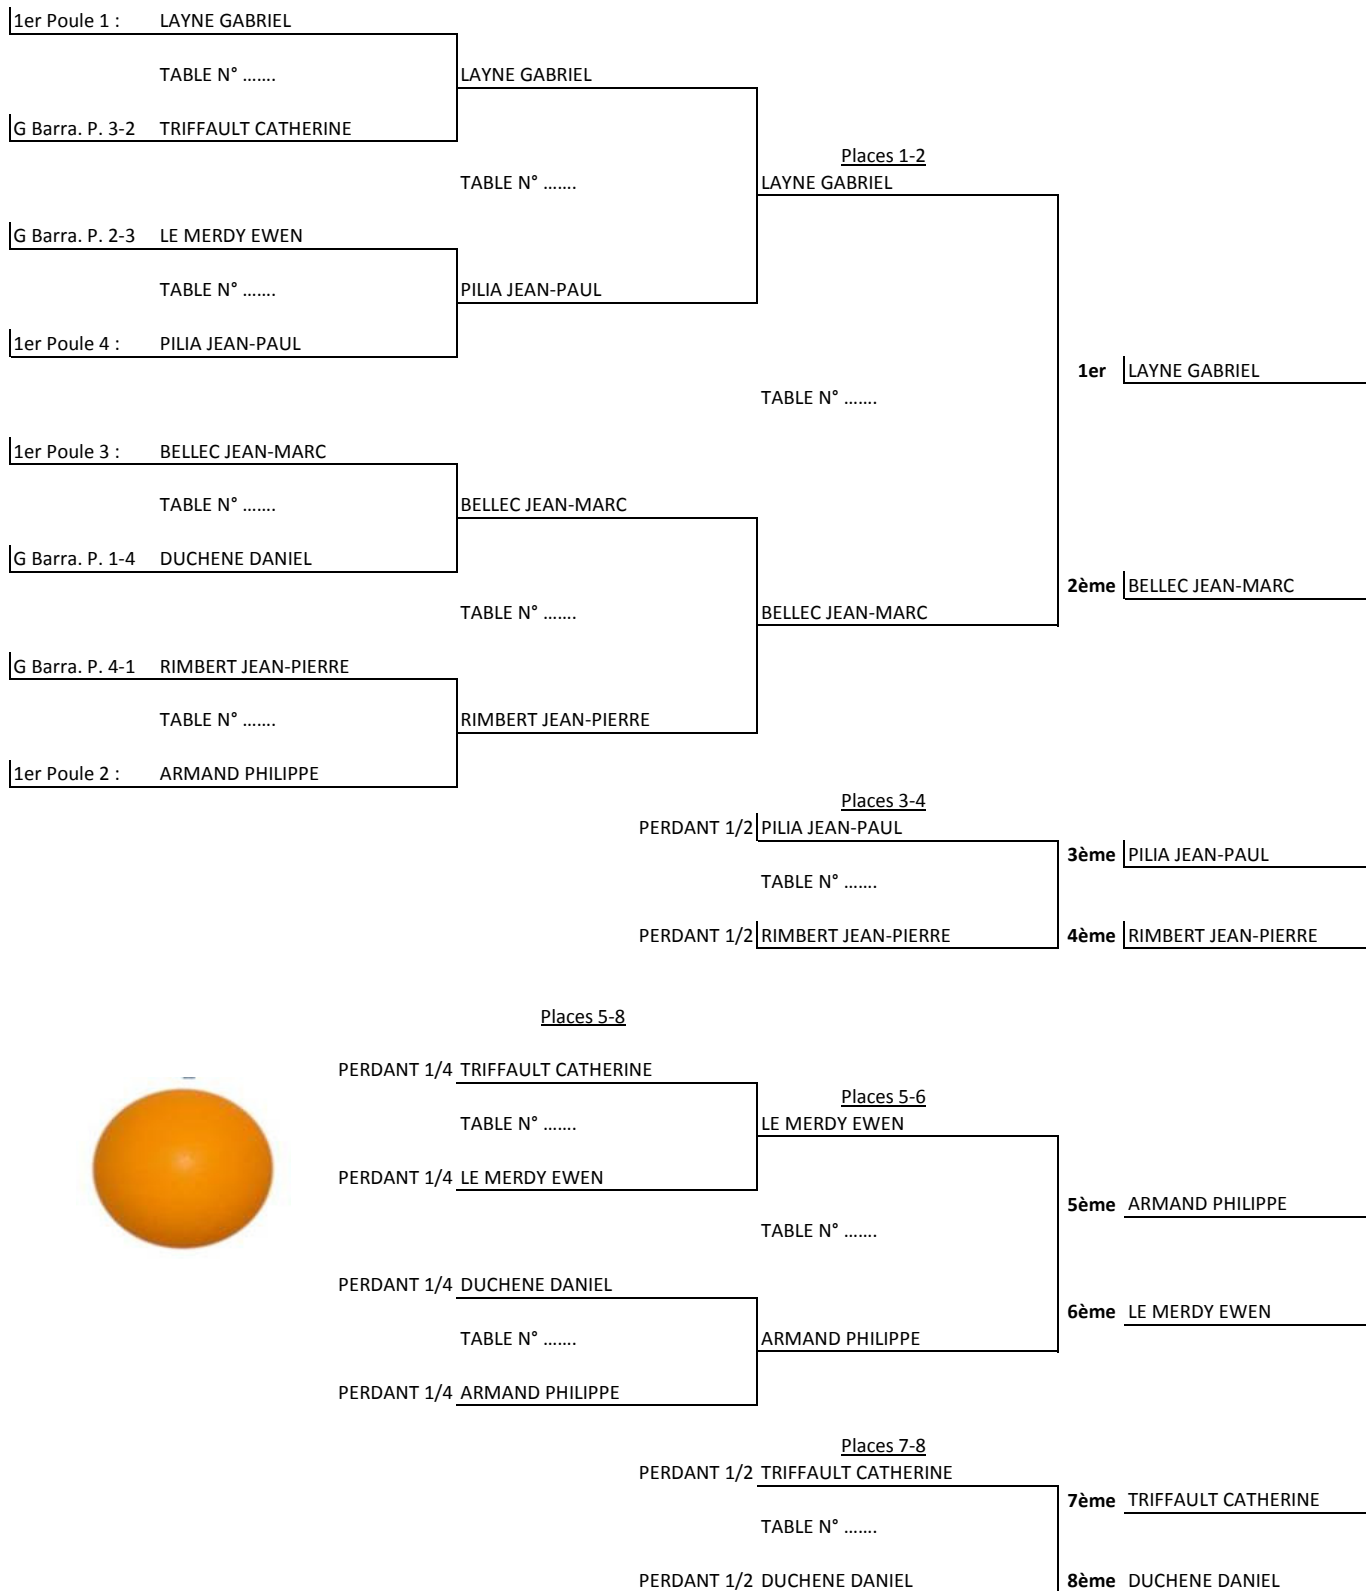 1er Poule 1 : LAYNE GABRIEL
TABLE N° ....... LAYNE GABRIEL
G Barra. P. 3-2 TRIFFAULT CATHERINE
Places 1-2
TABLE N° ....... LAYNE GABRIEL
G Barra. P. 2-3 LE MERDY EWEN
TABLE N° ....... PILIA JEAN-PAUL
1er Poule 4 : PILIA JEAN-PAUL
1er LAYNE GABRIEL
TABLE N° .......
1er Poule 3 : BELLEC JEAN-MARC
TABLE N° ....... BELLEC JEAN-MARC
G Barra. P. 1-4 DUCHENE DANIEL
2ème BELLEC JEAN-MARC
TABLE N° ....... BELLEC JEAN-MARC
G Barra. P. 4-1 RIMBERT JEAN-PIERRE
TABLE N° ....... RIMBERT JEAN-PIERRE
1er Poule 2 : ARMAND PHILIPPE
Places 3-4
PERDANT 1/2 PILIA JEAN-PAUL
3ème PILIA JEAN-PAUL
TABLE N° .......
PERDANT 1/2 RIMBERT JEAN-PIERRE 4ème RIMBERT JEAN-PIERRE
Places 5-8
PERDANT 1/4 TRIFFAULT CATHERINE
Places 5-6
TABLE N° ....... LE MERDY EWEN
PERDANT 1/4 LE MERDY EWEN
5ème ARMAND PHILIPPE
TABLE N° .......
PERDANT 1/4 DUCHENE DANIEL
6ème LE MERDY EWEN
TABLE N° ....... ARMAND PHILIPPE
PERDANT 1/4 ARMAND PHILIPPE
Places 7-8
PERDANT 1/2 TRIFFAULT CATHERINE
7ème TRIFFAULT CATHERINE
TABLE N° .......
PERDANT 1/2 DUCHENE DANIEL 8ème DUCHENE DANIEL